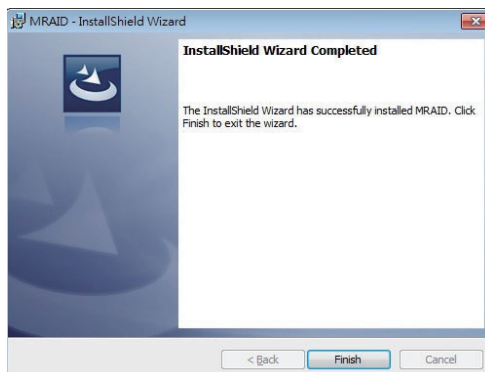 MRAID - InstallShield Wizard
InstallShield Wizard Completed
The InstallShield Wizard has successfully installed MRAID. Click
Finish to exit the wizard.
< Back
Finish
Cancel